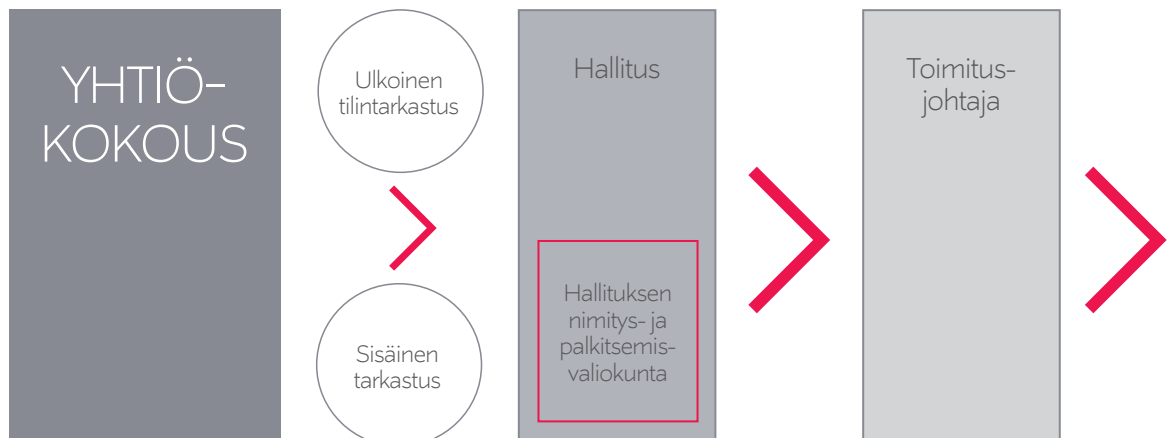 YHTIÖ-
KOKOUS
Ulkoinen
tilintarkastus
Sisäinen
tarkastus
Hallitus
Hallituksen
nimitys- ja
palkitsemis-
valiokunta
Toimitus-
johtaja